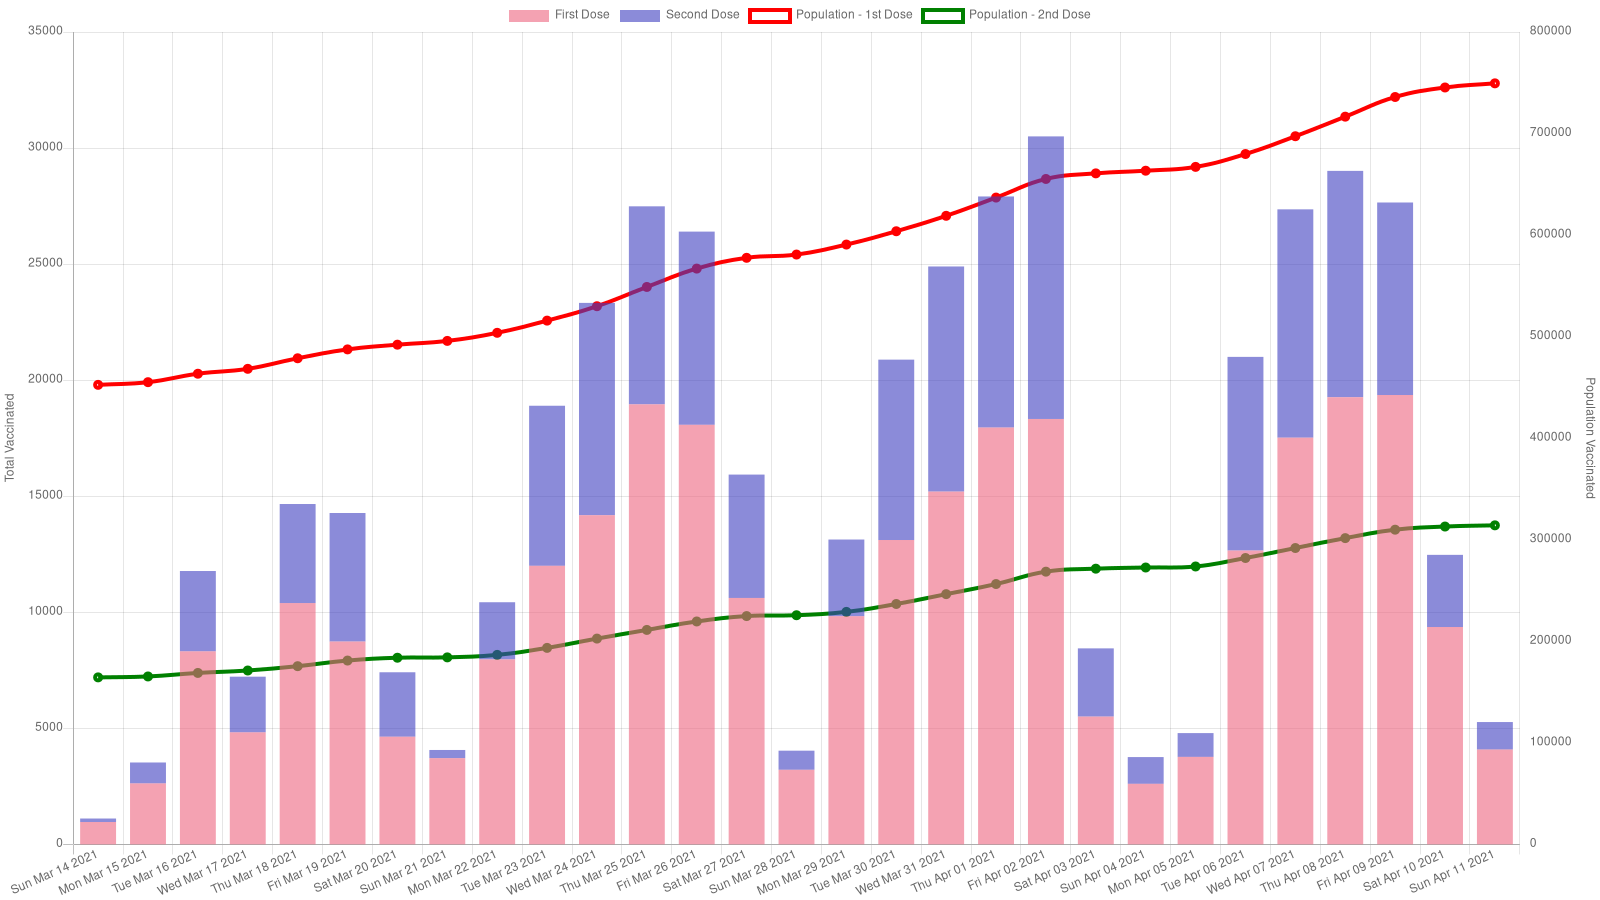 First Dose Second Dose Population - 1st Dose Population - 2nd Dose
35000
30000
25000
20000
15000
10000
5000
0
Total Vaccinated
800000
700000
600000
500000
400000
300000
200000
100000
0
Population Vaccinated
Sun Mar 14 2021
Mon Mar 15 2021
Tue Mar 16 2021
Wed Mar 17 2021
Thu Mar 18 2021
Fri Mar 19 2021
Sat Mar 20 2021
Sun Mar 21 2021
Mon Mar 22 2021
Tue Mar 23 2021
Wed Mar 24 2021
Thu Mar 25 2021
Fri Mar 26 2021
Sat Mar 27 2021
Sun Mar 28 2021
Mon Mar 29 2021
Tue Mar 30 2021
Wed Mar 31 2021
Thu Apr 01 2021
Fri Apr 02 2021
Sat Apr 03 2021
Sun Apr 04 2021
Mon Apr 05 2021
Tue Apr 06 2021
Wed Apr 07 2021
Thu Apr 08 2021
Fri Apr 09 2021
Sat Apr 10 2021
Sun Apr 11 2021